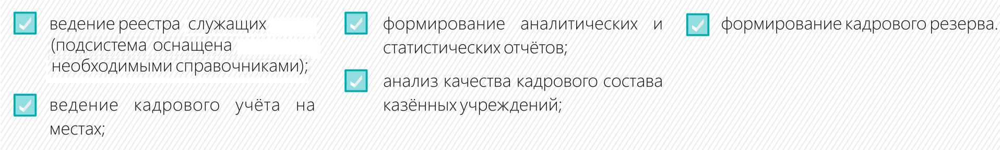 ведение реестра служащих
(подсистема оснащена
необходимыми справочниками);
ведение кадрового учёта на
местах;
формирование аналитических и
статистических отчётов;
анализ качества кадрового состава
казённых учреждений;
формирование кадрового резерва.